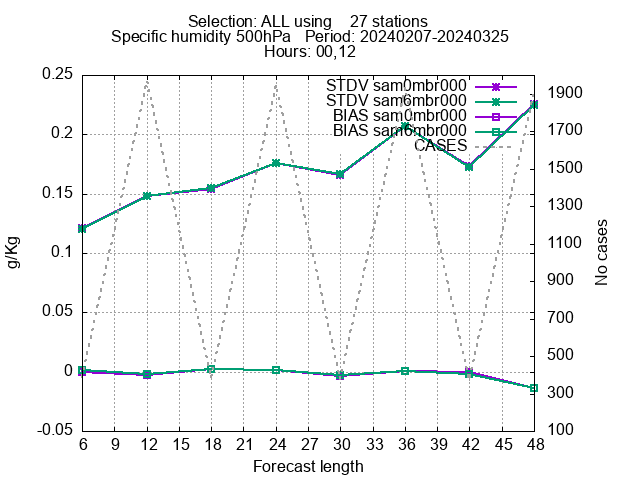 Selection: ALL using    27 stations
Specific humidity 500hPa   Period: 20240207-20240325
Hours: 00,12
STDV sam0mbr000
STDV sam6mbr000
BIAS sam0mbr000
BIAS sam6mbr000
CASES
0.25
0.2
0.15
0.1
0.05
0
-0.05
g/Kg
1900
1700
1500
1300
1100
900
700
500
300
100
No cases
6 9 12 15 18 21 24 27 30 33 36 39 42 45 48
Forecast length